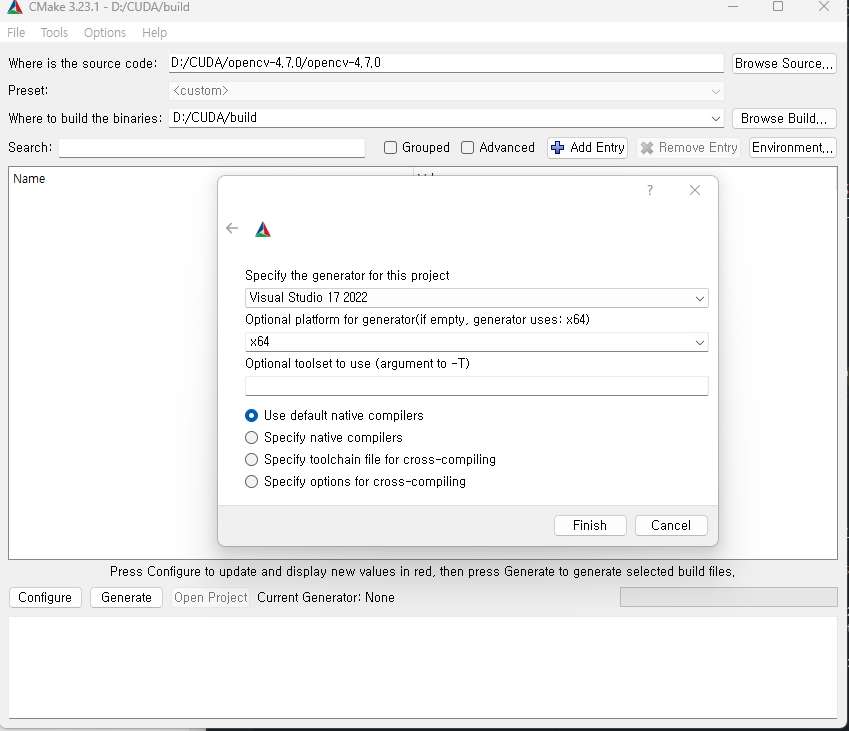 CMake 3.23.1 - D:/CUDA/build
File Tools Options Help
Where is the source code: D:/CUDA/opencv-4.7.0/opencv-4.7.0 Browse Source...
Preset: <custom>
Where to build the binaries: D:/CUDA/build Browse Build...
Search: Grouped Advanced Add Entry Remove Entry Environment...
Name
?
Specify the generator for this project
Visual Studio 17 2022
Optional platform for generator(if empty, generator uses: x64)
x64
Optional toolset to use (argument to -T)
Use default native compilers
Specify native compilers
Specify toolchain file for cross-compiling
Specify options for cross-compiling
Finish Cancel
Press Configure to update and display new values in red, then press Generate to generate selected build files.
Configure Generate Open Project Current Generator: None